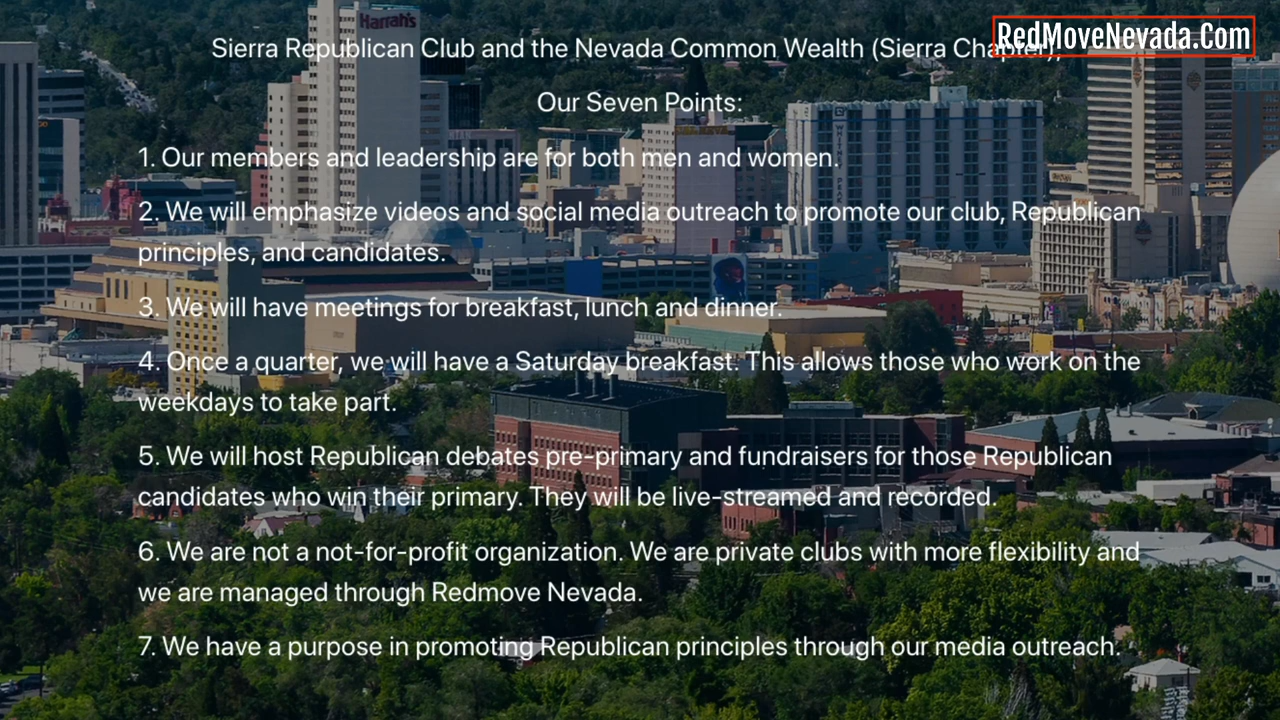 Harrah's
RedMoveNevada.Com
Sierra Republican Club and the Nevada Common Wealth (Sierra Chapter),
Our Seven Points:
1. Our members and leadership are for both men and women.
2. We will emphasize videos and social media outreach to promote our club, Republican
principles, and candidates.
3. We will have meetings for breakfast, lunch and dinner.
4. Once a quarter, we will have a Saturday breakfast. This allows those who work on the
weekdays to take part.
5. We will host Republican debates pre-primary and fundraisers for those Republican
candidates who win their primary. They will be live-streamed and recorded.
6. We are not a not-for-profit organization. We are private clubs with more flexibility and
we are managed through Redmove Nevada.
7. We have a purpose in promoting Republican principles through our media outreach.